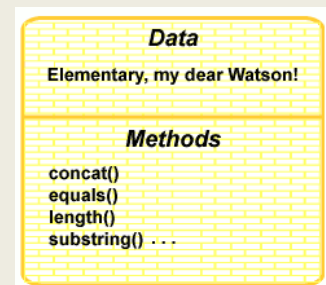 Data
Elementary, my dear Watson!
Methods
concat()
equals()
length()
substring() . . .